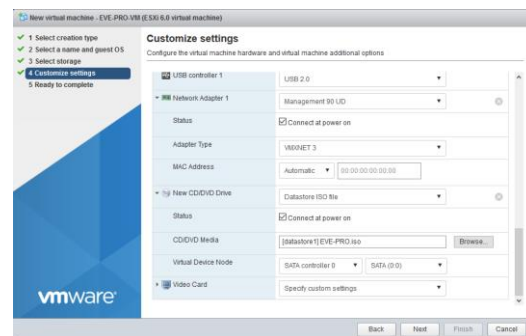 New virtual machine - EVE-PRO-VM (ESXi 6.0 virtual machine)
1 Select creation type
2 Select a name and guest OS
3 Select storage
4 Customize settings
5 Ready to complete
vmware
Customize settings
Configure the virtual machine hardware and virtual machine additional options
USB controller 1 USB 2.0
Network Adapter 1 Management 90 UD
Status Connect at power on
Adapter Type VMXNET 3
MAC Address Automatic 00:00:00:00:00:00
New CD/DVD Drive Datastore ISO file
Status Connect at power on
CD/DVD Media [datastore1] EVE-PRO.iso Browse...
Virtual Device Node SATA controller 0 SATA (0:0)
Video Card Specify custom settings
Back Next Finish Cancel